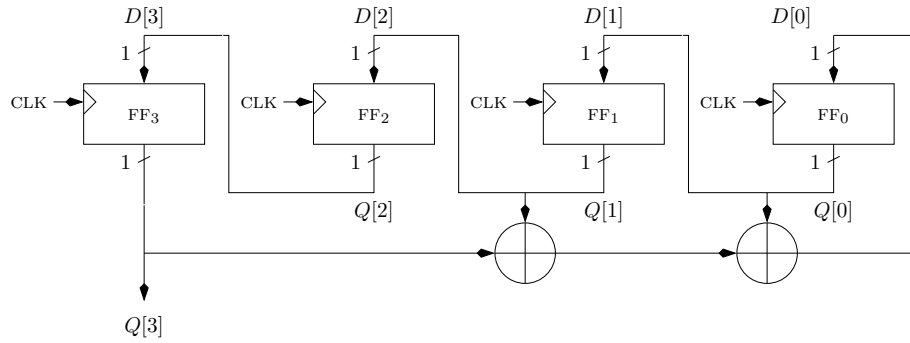 D[3] D[2] D[1] D[0]
1 1 1 1
CLK FF3 CLK FF2 CLK FF1 CLK FF0
1 1 1 1
Q[2] Q[1] Q[0]
Q[3]